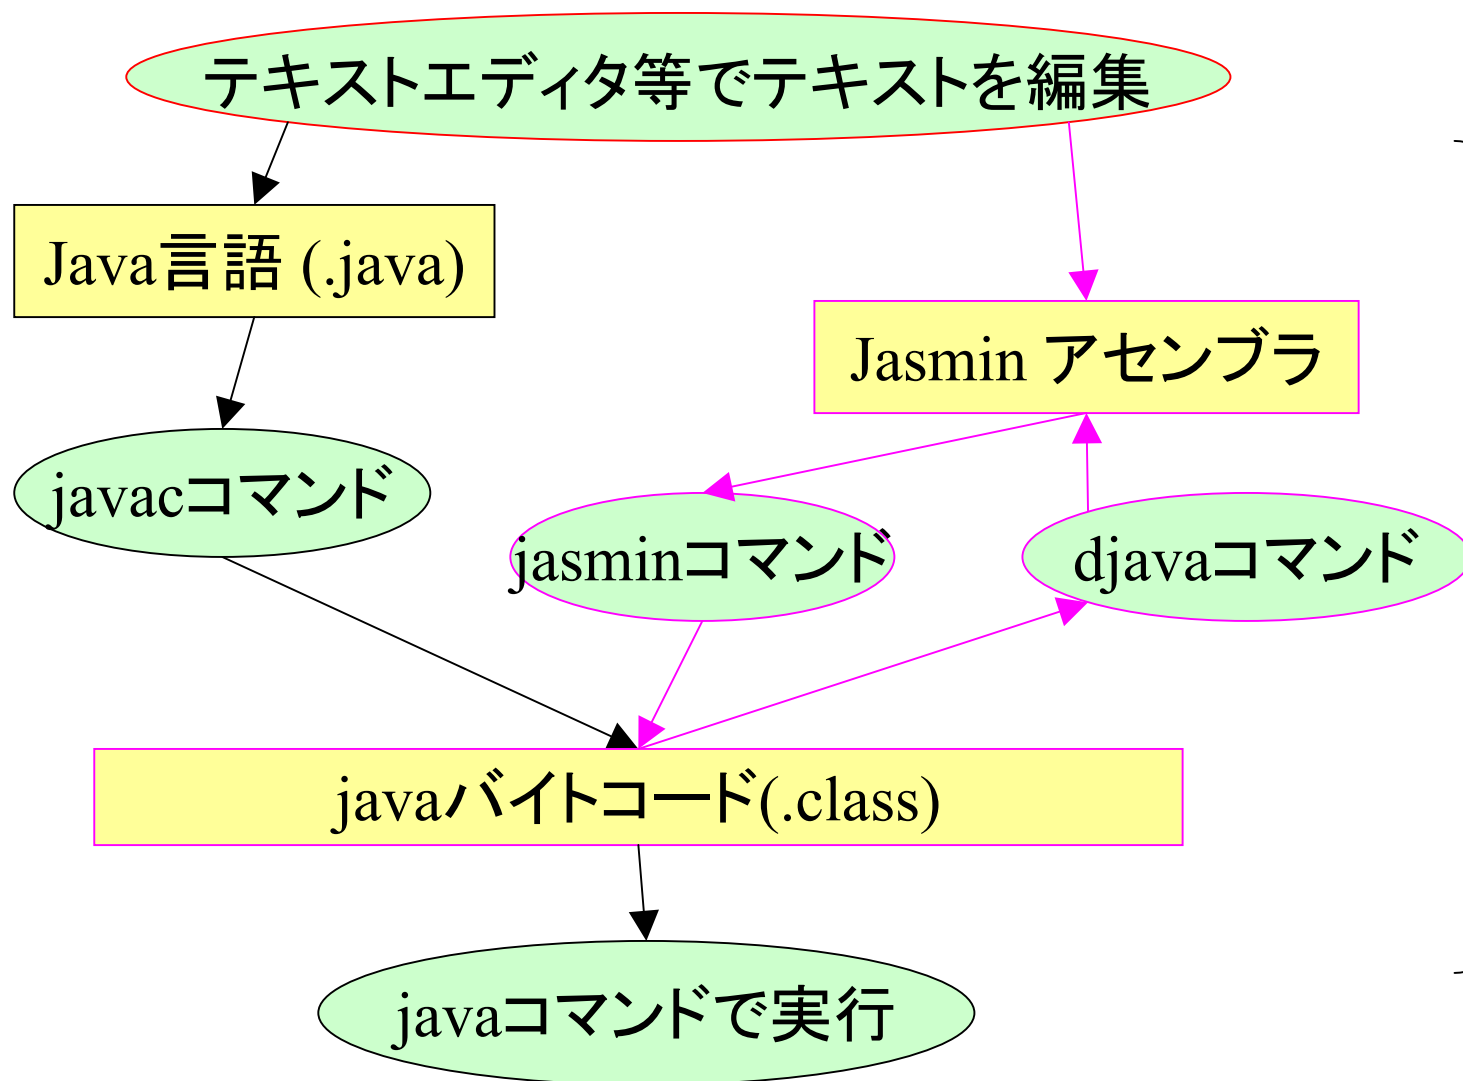 テキストエディタ等でテキストを編集
Java言語 (.java)
Jasmin アセンブラ
javacコマンド
jasminコマンド
djavaコマンド
javaバイトコード(.class)
javaコマンドで実行